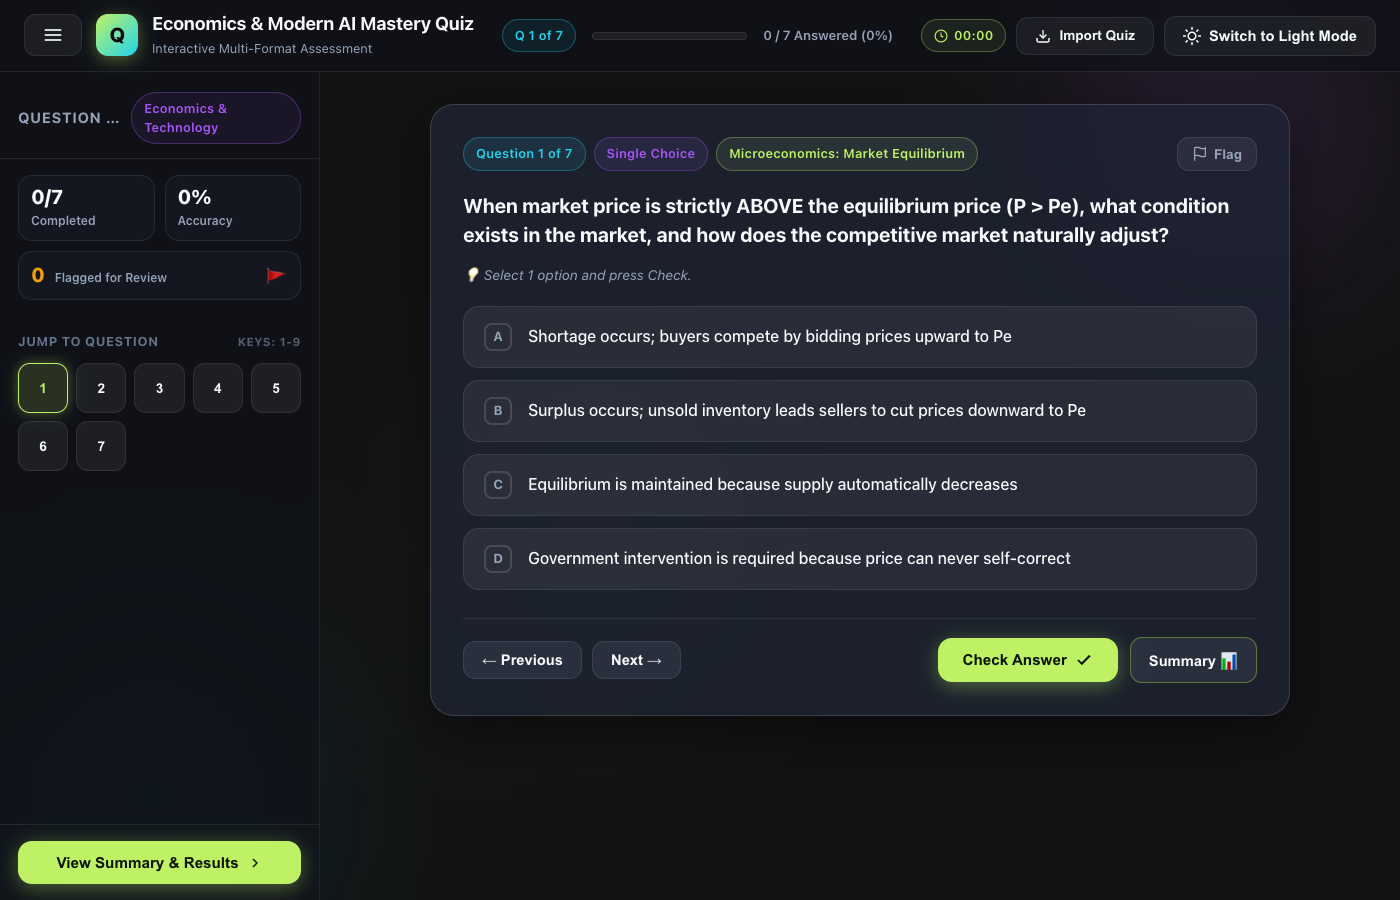 Q
Economics & Modern AI Mastery Quiz
Interactive Multi-Format Assessment
Q 1 of 7
0 / 7 Answered (0%)
00:00
Import Quiz
Switch to Light Mode
QUESTION ...
Economics &
Technology
0/7
Completed
0%
Accuracy
0 Flagged for Review
JUMP TO QUESTION
KEYS: 1-9
1
2
3
4
5
6
7
View Summary & Results
Question 1 of 7
Single Choice
Microeconomics: Market Equilibrium
Flag
When market price is strictly ABOVE the equilibrium price (P > Pe), what condition
exists in the market, and how does the competitive market naturally adjust?
Select 1 option and press Check.
A Shortage occurs; buyers compete by bidding prices upward to Pe
B Surplus occurs; unsold inventory leads sellers to cut prices downward to Pe
C Equilibrium is maintained because supply automatically decreases
D Government intervention is required because price can never self-correct
← Previous
Next →
Check Answer ✓
Summary 📊